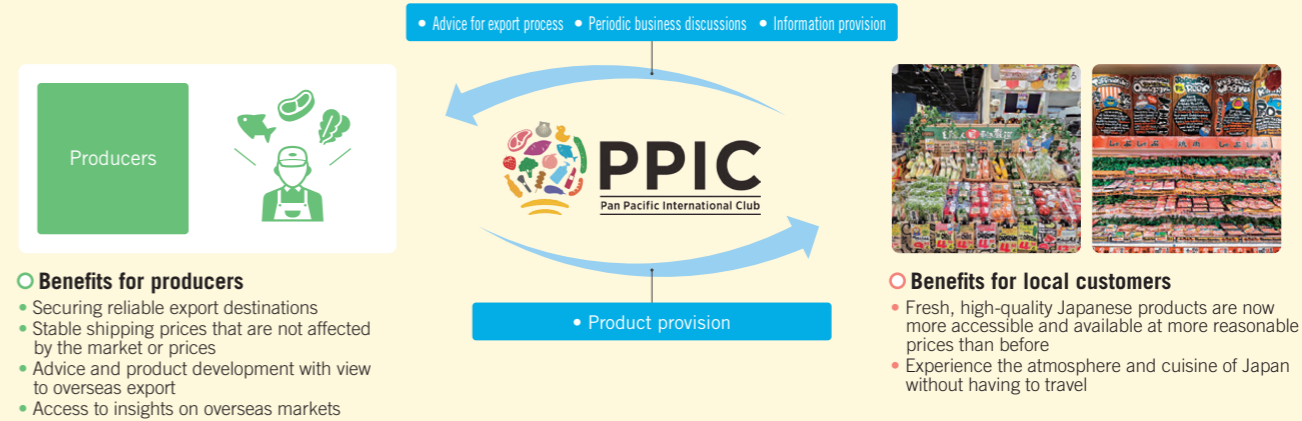 • Advice for export process • Periodic business discussions • Information provision
Producers
PPIC
Pan Pacific International Club
• Product provision
Benefits for producers
• Securing reliable export destinations
• Stable shipping prices that are not affected
by the market or prices
• Advice and product development with view
to overseas export
• Access to insights on overseas markets
Benefits for local customers
• Fresh, high-quality Japanese products are now
more accessible and available at more reasonable
prices than before
• Experience the atmosphere and cuisine of Japan
without having to travel